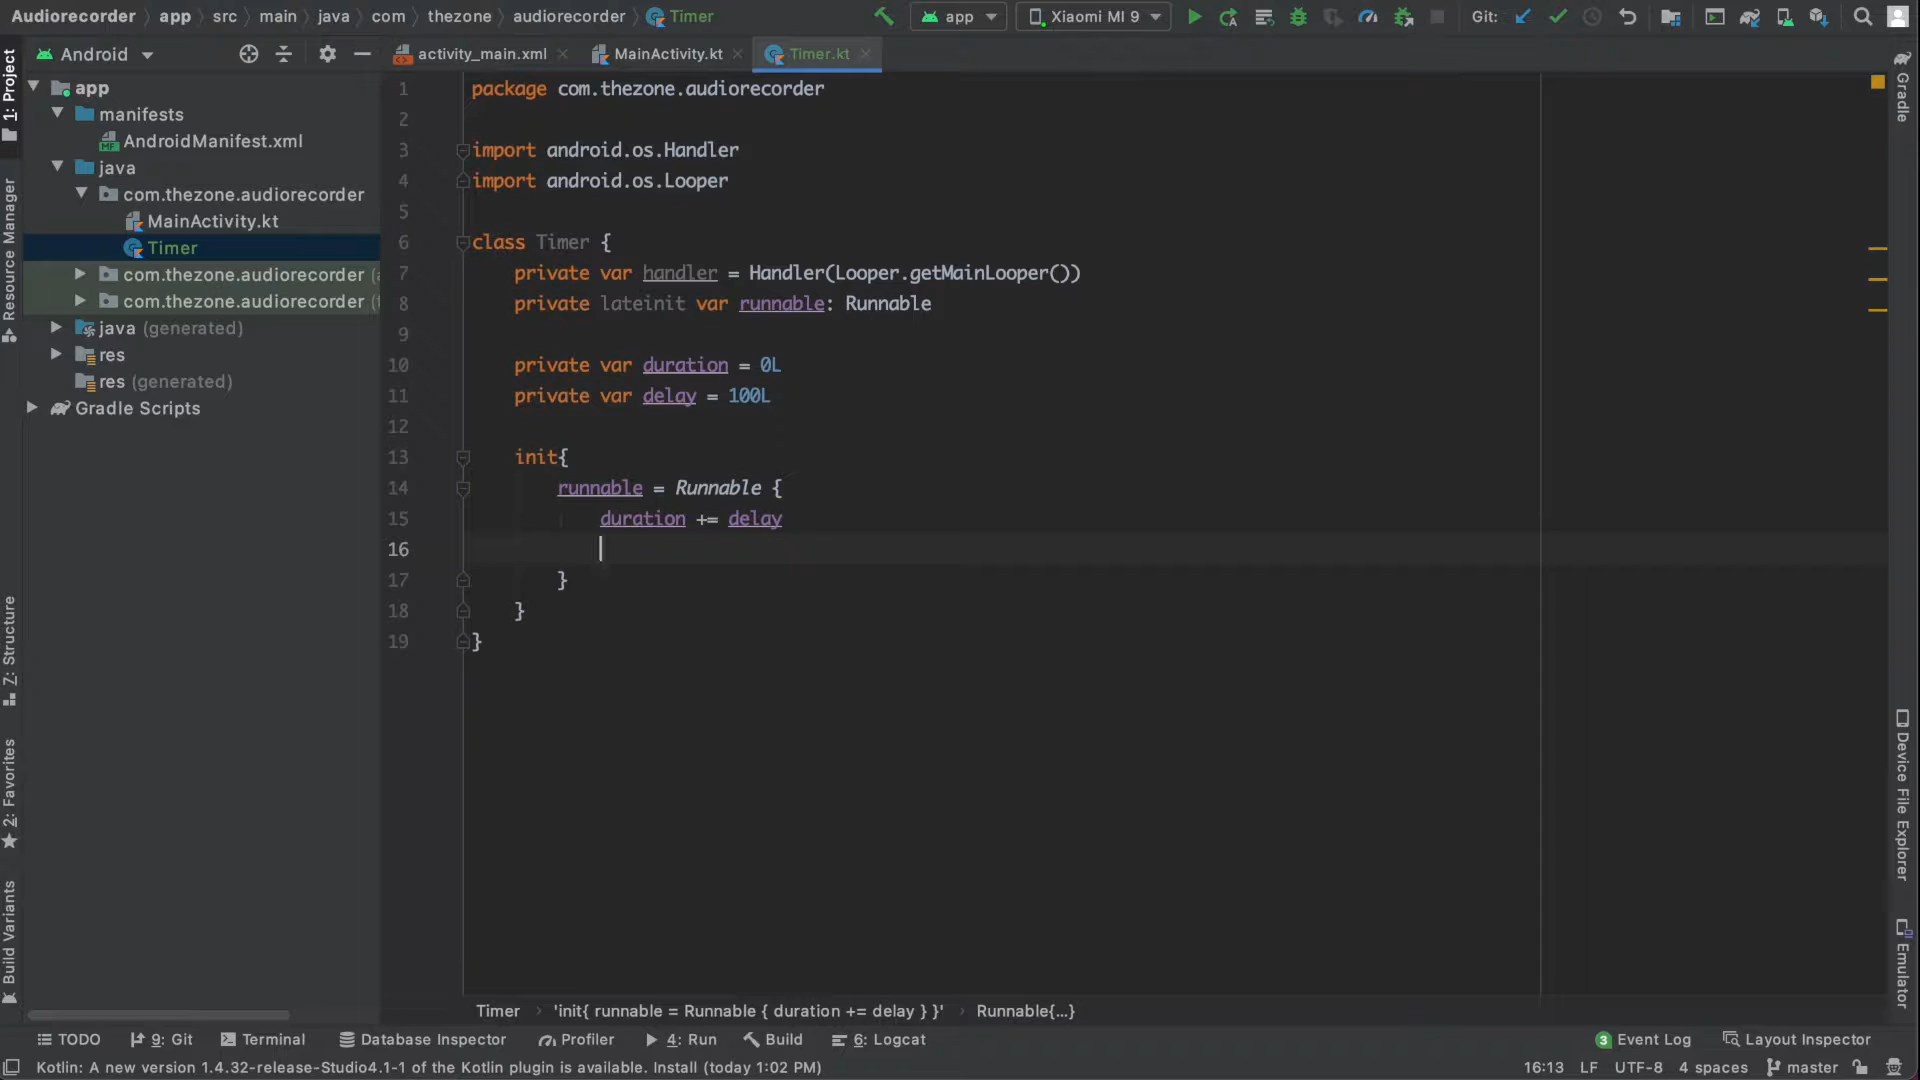 Audiorecorder app src main java com thezone audiorecorder Timer app Xiaomi MI 9 Git:
1: Project
Resource Manager
Z: Structure
2: Favorites
Build Variants
Android
app
manifests
AndroidManifest.xml
java
com.thezone.audiorecorder
MainActivity.kt
Timer
com.thezone.audiorecorder (
com.thezone.audiorecorder (
java (generated)
res
res (generated)
Gradle Scripts
activity_main.xml MainActivity.kt Timer.kt
1 package com.thezone.audiorecorder
2
3 import android.os.Handler
4 import android.os.Looper
5
6 class Timer {
7 private var handler = Handler(Looper.getMainLooper())
8 private lateinit var runnable: Runnable
9
10 private var duration = 0L
11 private var delay = 100L
12
13 init{
14 runnable = Runnable {
15 duration += delay
16
17 }
18 }
19 }
Gradle
Device File Explorer
Emulator
Timer 'init{ runnable = Runnable { duration += delay } }' Runnable{...}
TODO 9: Git Terminal Database Inspector Profiler 4: Run Build 6: Logcat 3 Event Log Layout Inspector
Kotlin: A new version 1.4.32-release-Studio4.1-1 of the Kotlin plugin is available. Install (today 1:02 PM) 16:13 LF UTF-8 4 spaces master